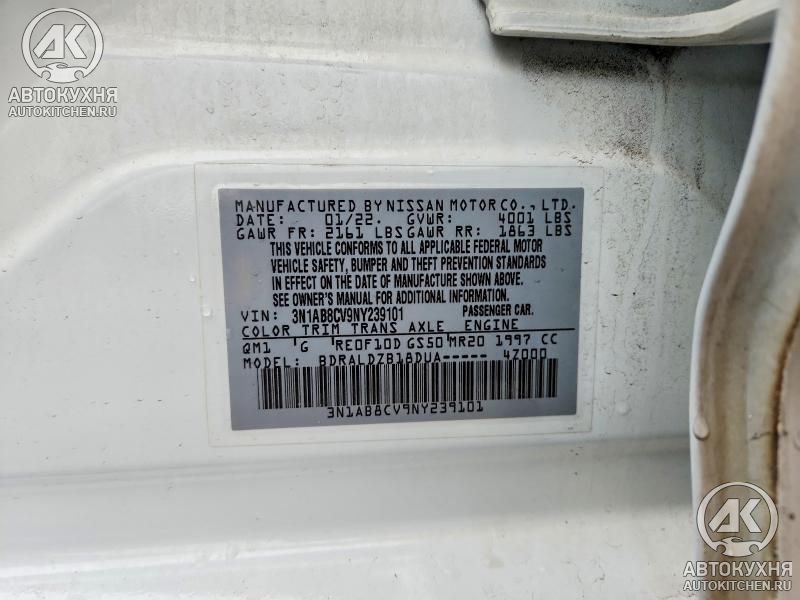 AK
АВТОКУХНЯ
AUTOKITCHEN.RU
MANUFACTURED BY NISSAN MOTOR CO., LTD.
DATE: 01/22. GVWR: 4001 LBS
GAWR FR: 2161 LBS GAWR RR: 1863 LBS
THIS VEHICLE CONFORMS TO ALL APPLICABLE FEDERAL MOTOR
VEHICLE SAFETY, BUMPER AND THEFT PREVENTION STANDARDS
IN EFFECT ON THE DATE OF MANUFACTURE SHOWN ABOVE.
SEE OWNER'S MANUAL FOR ADDITIONAL INFORMATION.
VIN: 3N1AB8CV9NY239101 PASSENGER CAR.
COLOR TRIM TRANS AXLE ENGINE
QM1 G RE0F10D GS50 MR20 1997 CC
MODEL: BDRALDZB18DUA----- 4Z000
3N1AB8CV9NY239101
AK
АВТОКУХНЯ
AUTOKITCHEN.RU